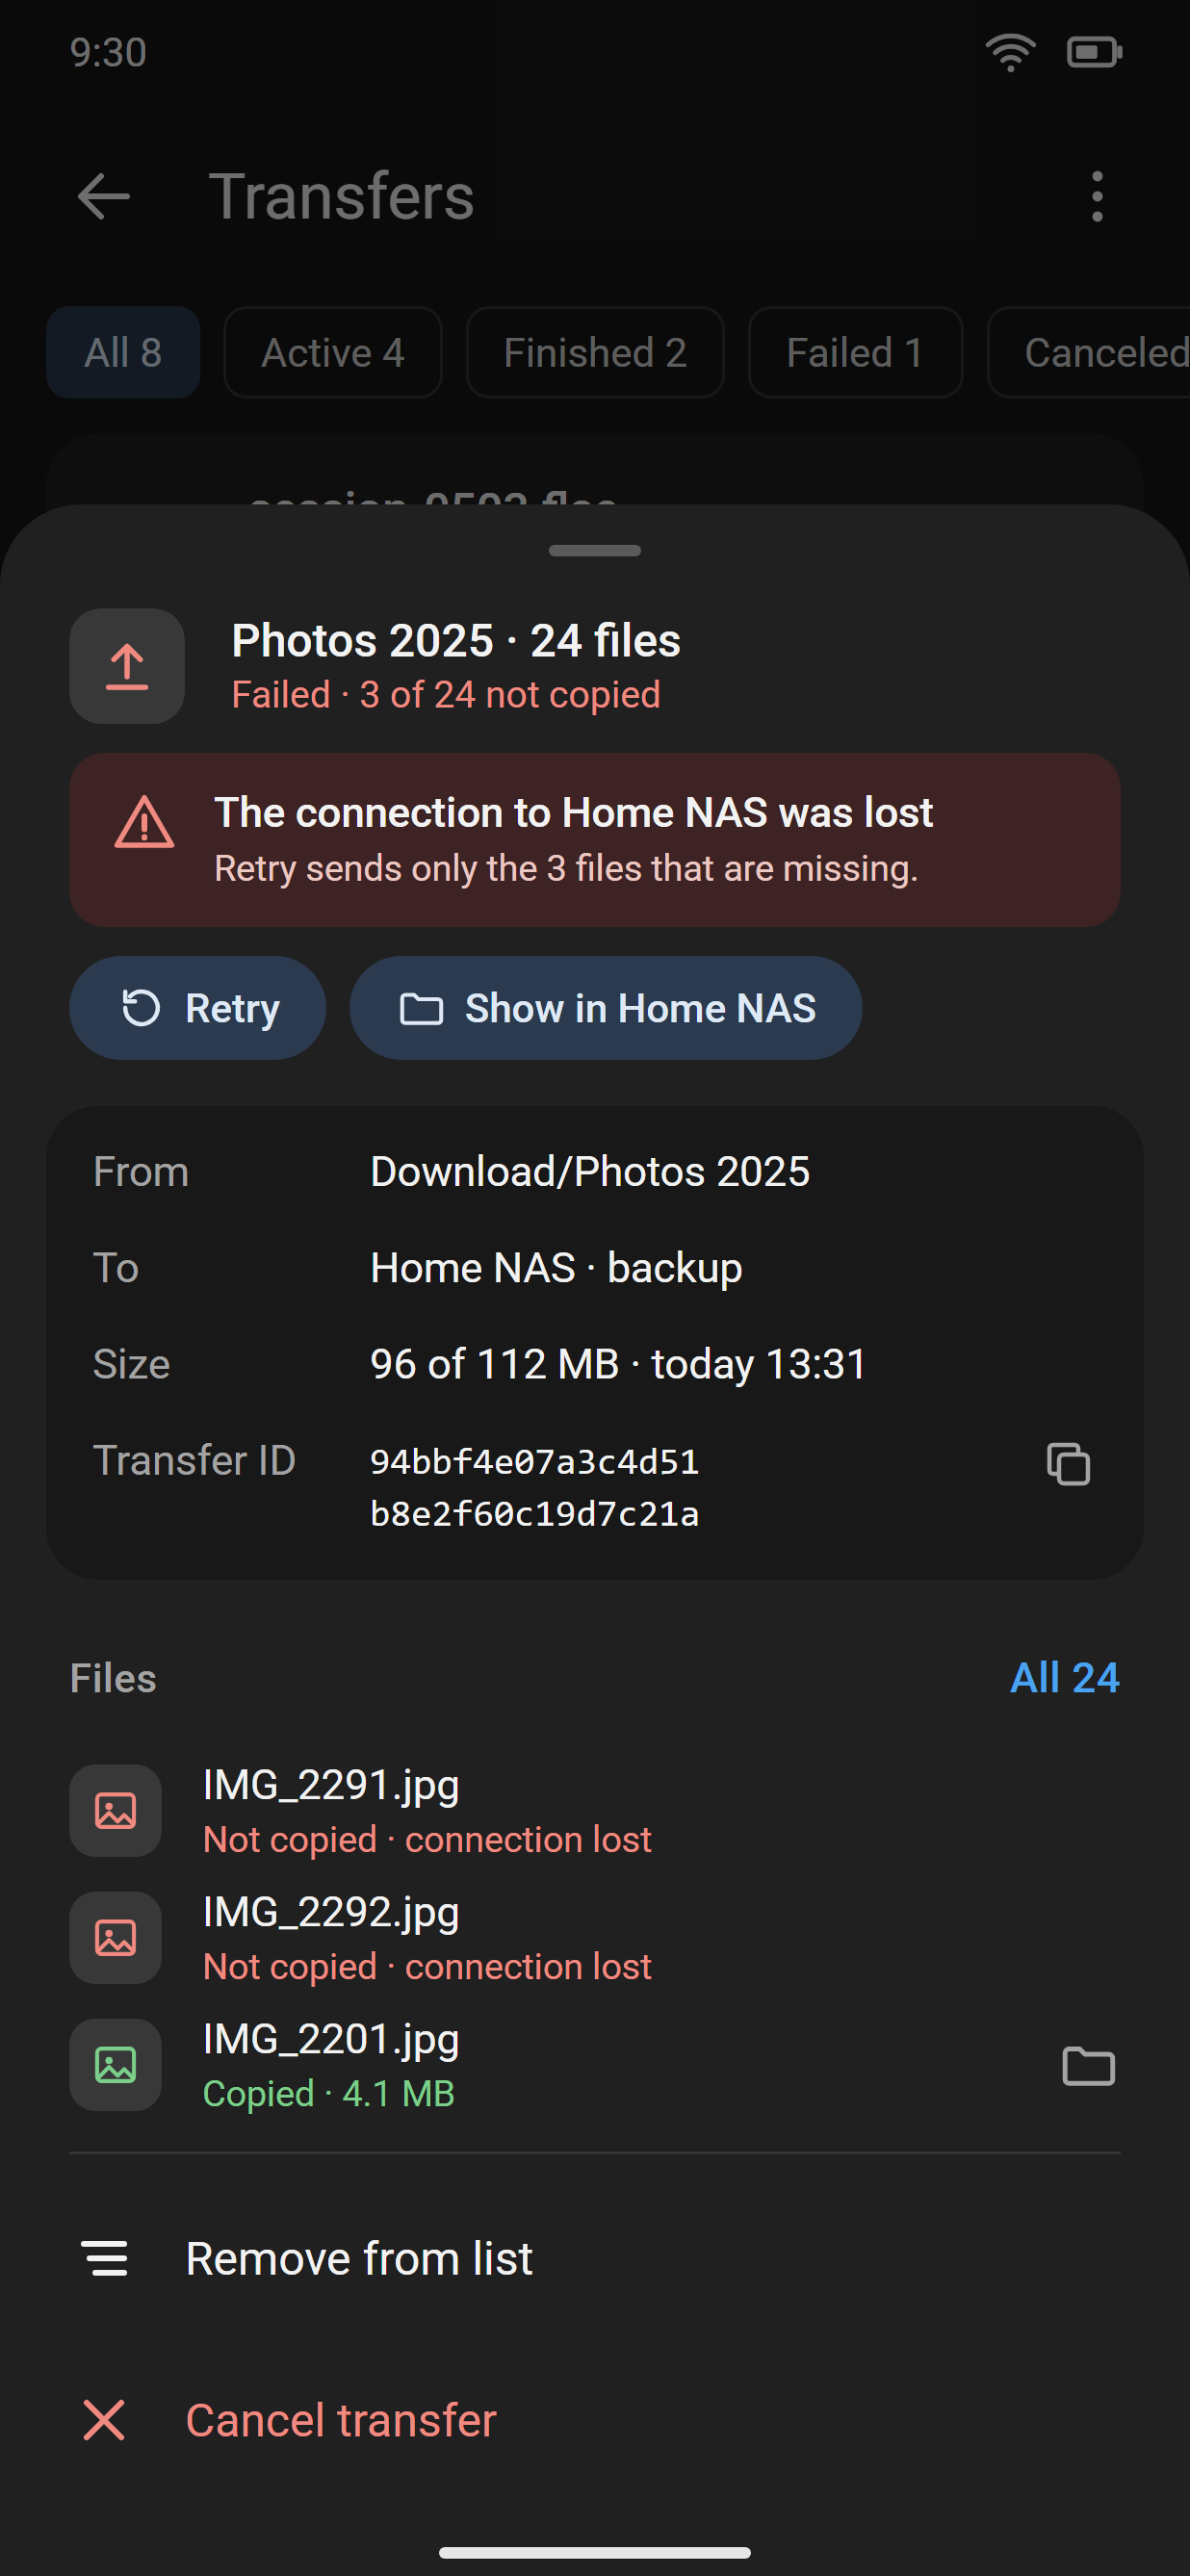 9:30
Transfers
All 8
Active 4
Finished 2
Failed 1
Canceled
Photos 2025 · 24 files
Failed · 3 of 24 not copied
The connection to Home NAS was lost
Retry sends only the 3 files that are missing.
Retry
Show in Home NAS
From
Download/Photos 2025
To
Home NAS · backup
Size
96 of 112 MB · today 13:31
Transfer ID
94bbf4e07a3c4d51
b8e2f60c19d7c21a
Files
All 24
IMG_2291.jpg
Not copied · connection lost
IMG_2292.jpg
Not copied · connection lost
IMG_2201.jpg
Copied · 4.1 MB
Remove from list
Cancel transfer